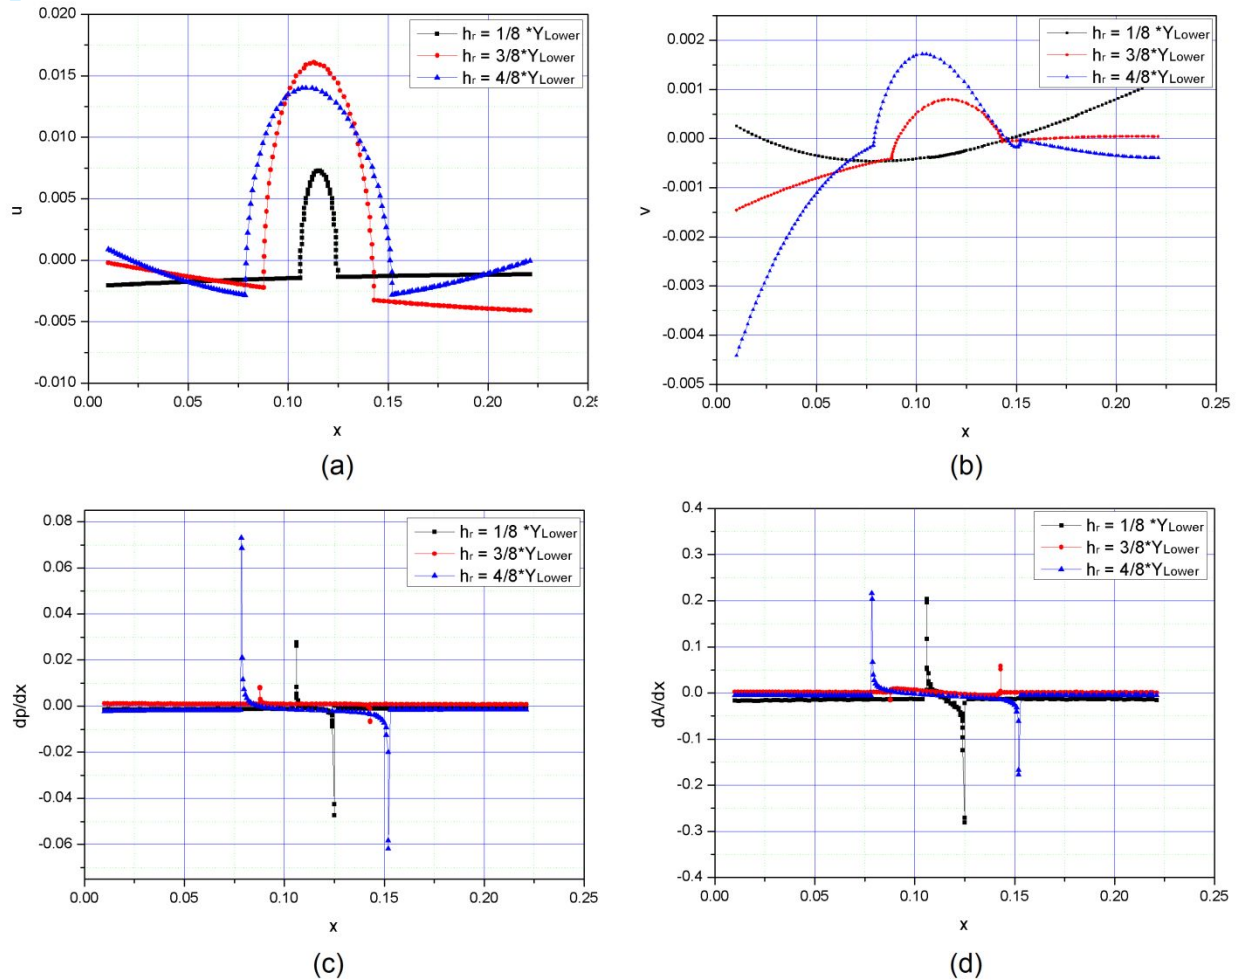 0.020
0.015
0.010
0.005
0.000
-0.005
-0.010
u
0.00 0.05 0.10 0.15 0.20 0.25
x
hr = 1/8 *YLower
hr = 3/8*YLower
hr = 4/8*YLower
(a)
0.002
0.001
0.000
-0.001
-0.002
-0.003
-0.004
-0.005
v
0.00 0.05 0.10 0.15 0.20 0.25
x
hr = 1/8 *YLower
hr = 3/8*YLower
hr = 4/8*YLower
(b)
0.08
0.06
0.04
0.02
0.00
-0.02
-0.04
-0.06
dp/dx
0.00 0.05 0.10 0.15 0.20 0.25
x
hr = 1/8 *YLower
hr = 3/8*YLower
hr = 4/8*YLower
(c)
0.4
0.3
0.2
0.1
0.0
-0.1
-0.2
-0.3
-0.4
dA/dx
0.00 0.05 0.10 0.15 0.20 0.25
x
hr = 1/8 *YLower
hr = 3/8*YLower
hr = 4/8*YLower
(d)